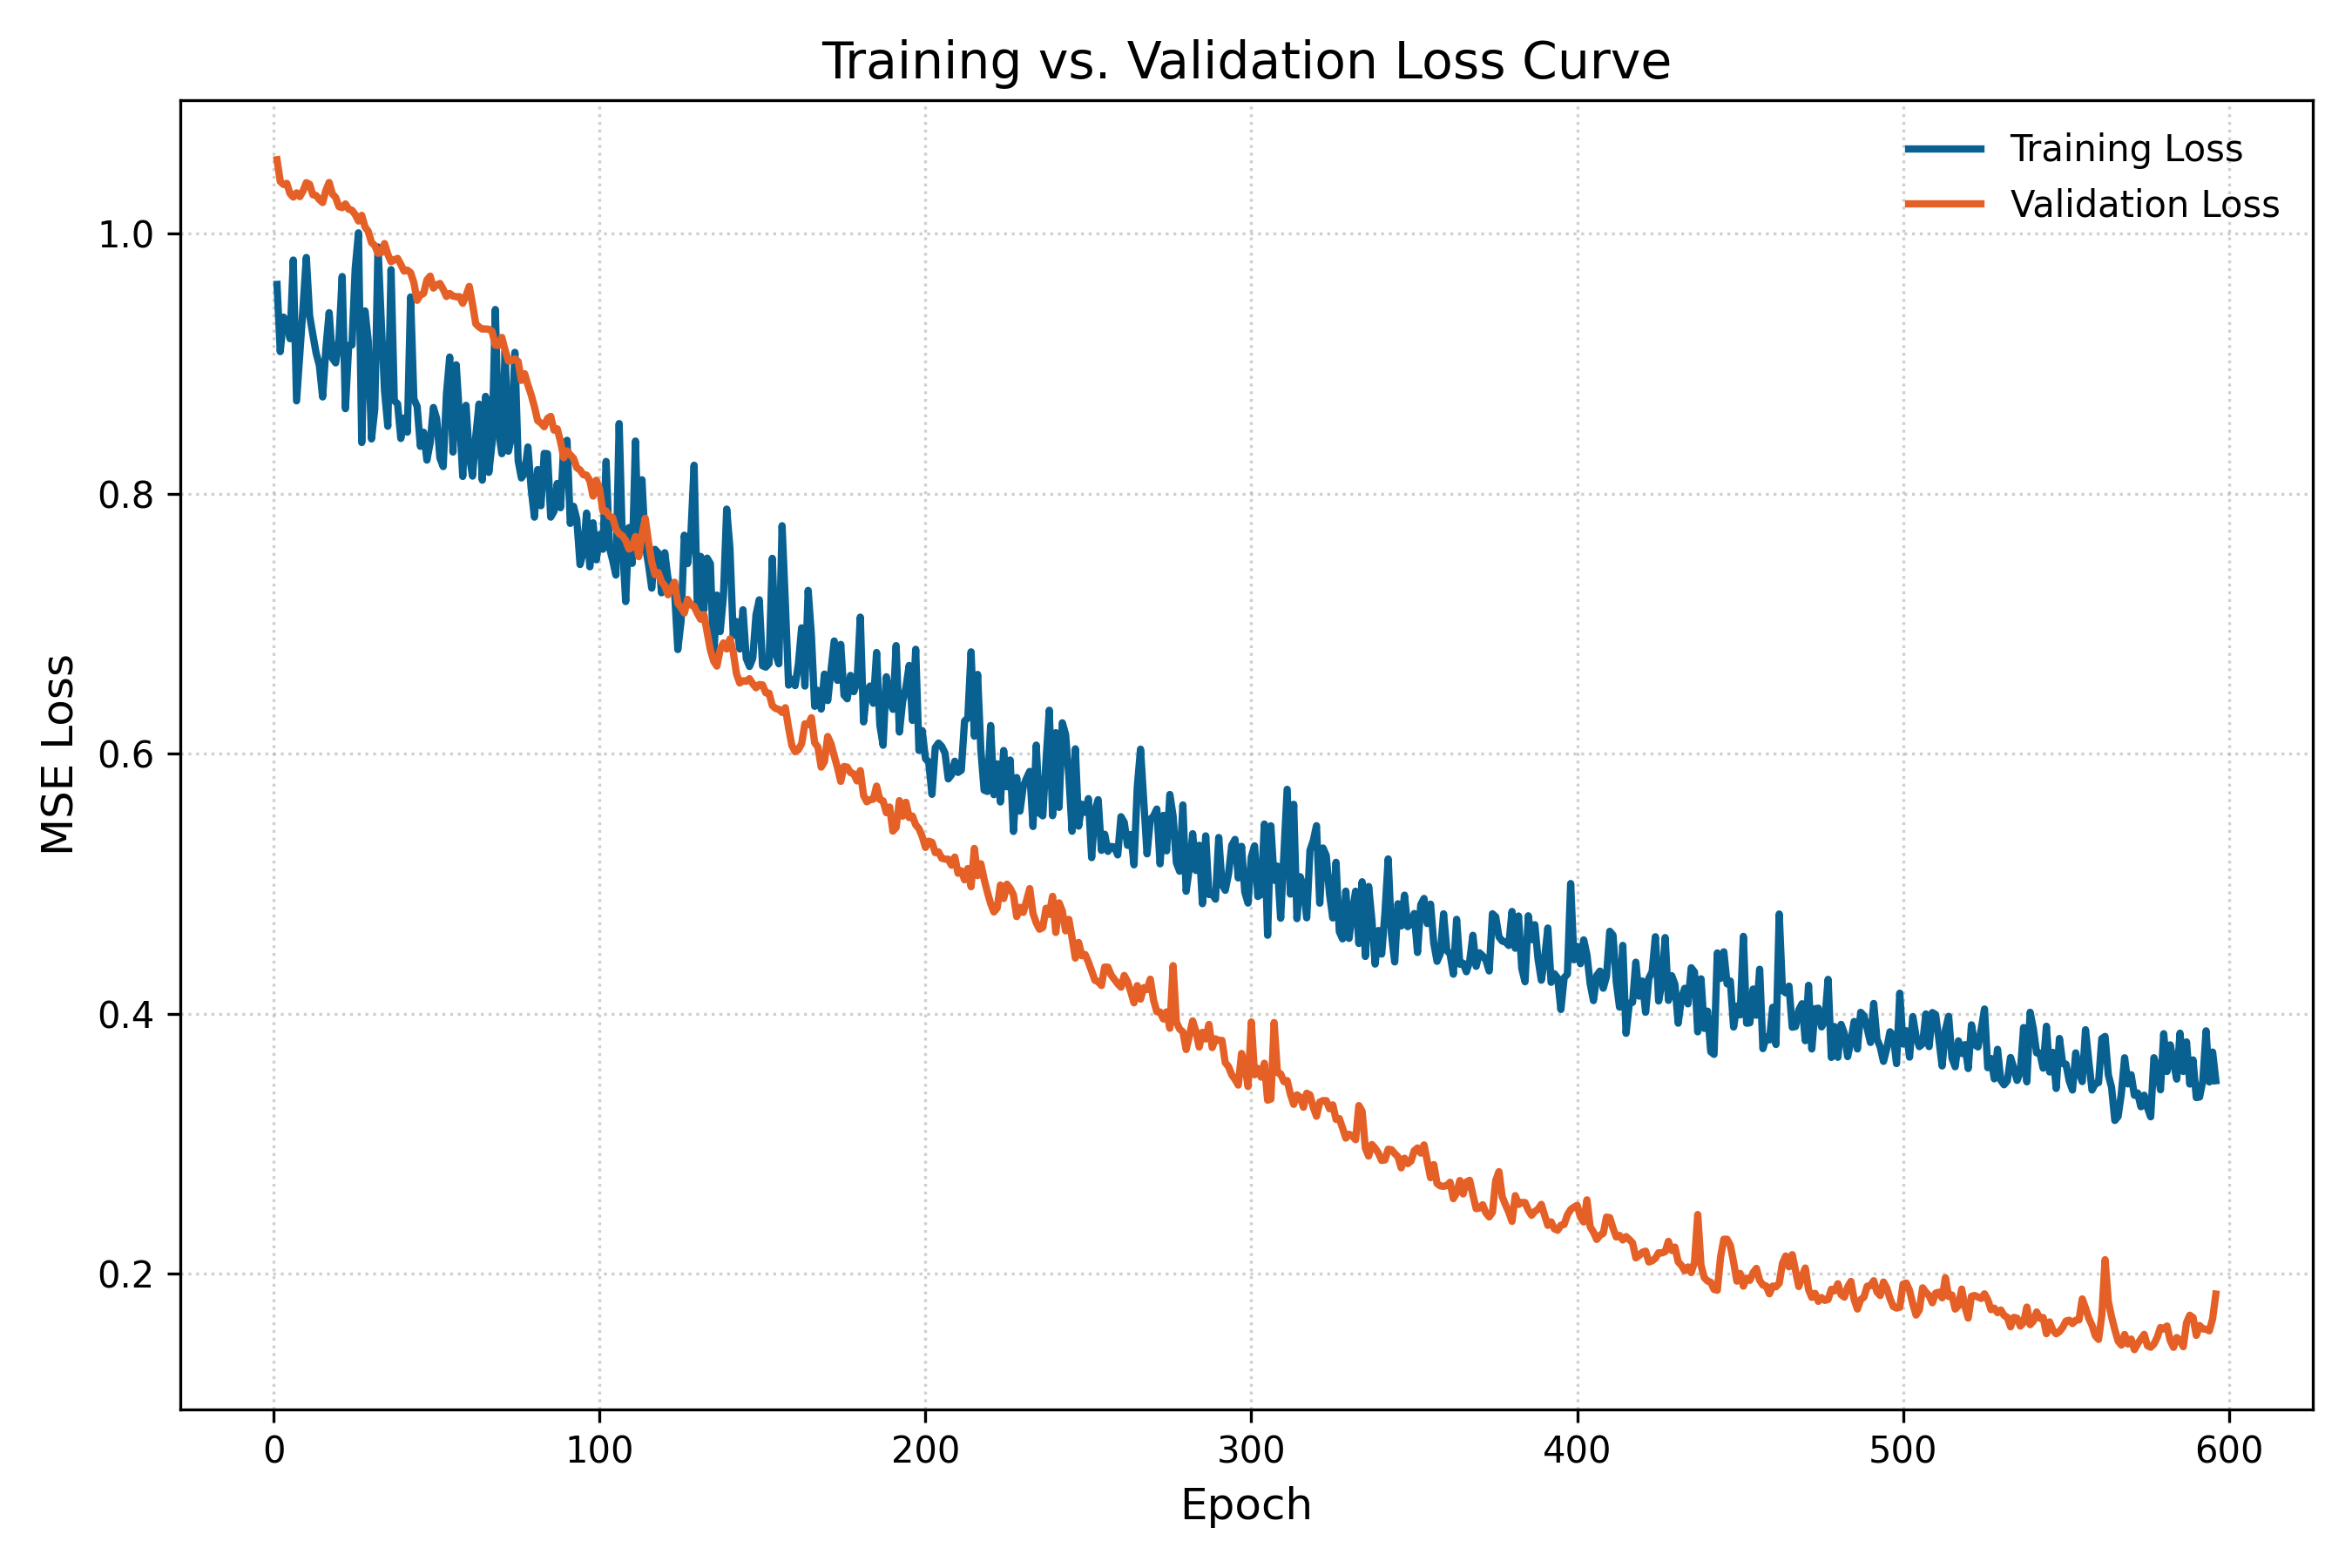 Training vs. Validation Loss Curve
Training Loss
Validation Loss
1.0
0.8
0.6
0.4
0.2
MSE Loss
0 100 200 300 400 500 600
Epoch